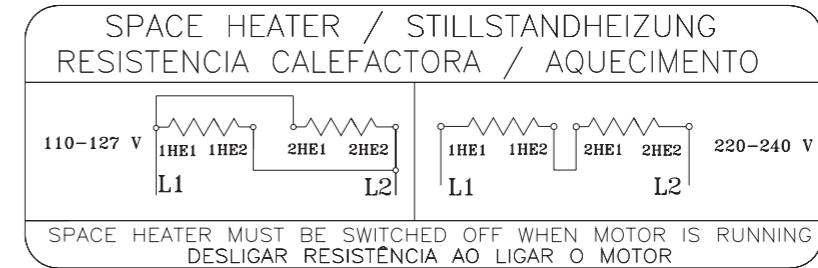 SPACE HEATER / STILLSTANDHEIZUNG
RESISTENCIA CALEFACTORA / AQUECIMENTO
110-127 V 1HE1 1HE2 2HE1 2HE2 1HE1 1HE2 2HE1 2HE2 220-240 V
L1 L2 L1 L2
SPACE HEATER MUST BE SWITCHED OFF WHEN MOTOR IS RUNNING
DESLIGAR RESISTÊNCIA AO LIGAR O MOTOR